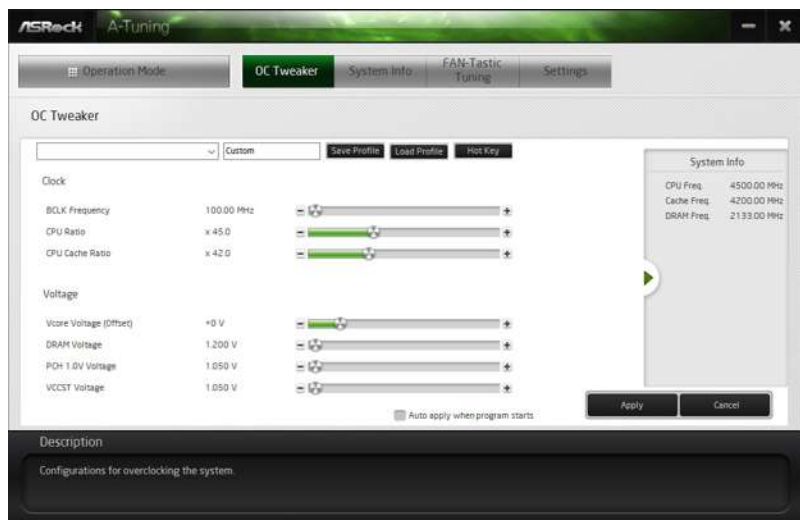 ASRock A-Tuning
Operation Mode
OC Tweaker
System Info
FAN-Tastic
Tuning
Settings
OC Tweaker
Custom
Save Profile
Load Profile
Hot Key
Clock
BCLK Frequency 100.00 MHz
CPU Ratio x 45.0
CPU Cache Ratio x 42.0
Voltage
Vcore Voltage (Offset) +0 V
DRAM Voltage 1.200 V
PCH 1.0V Voltage 1.050 V
VCCST Voltage 1.050 V
Auto apply when program starts
System Info
CPU Freq. 4500.00 MHz
Cache Freq. 4200.00 MHz
DRAM Freq. 2133.00 MHz
Apply
Cancel
Description
Configurations for overclocking the system.